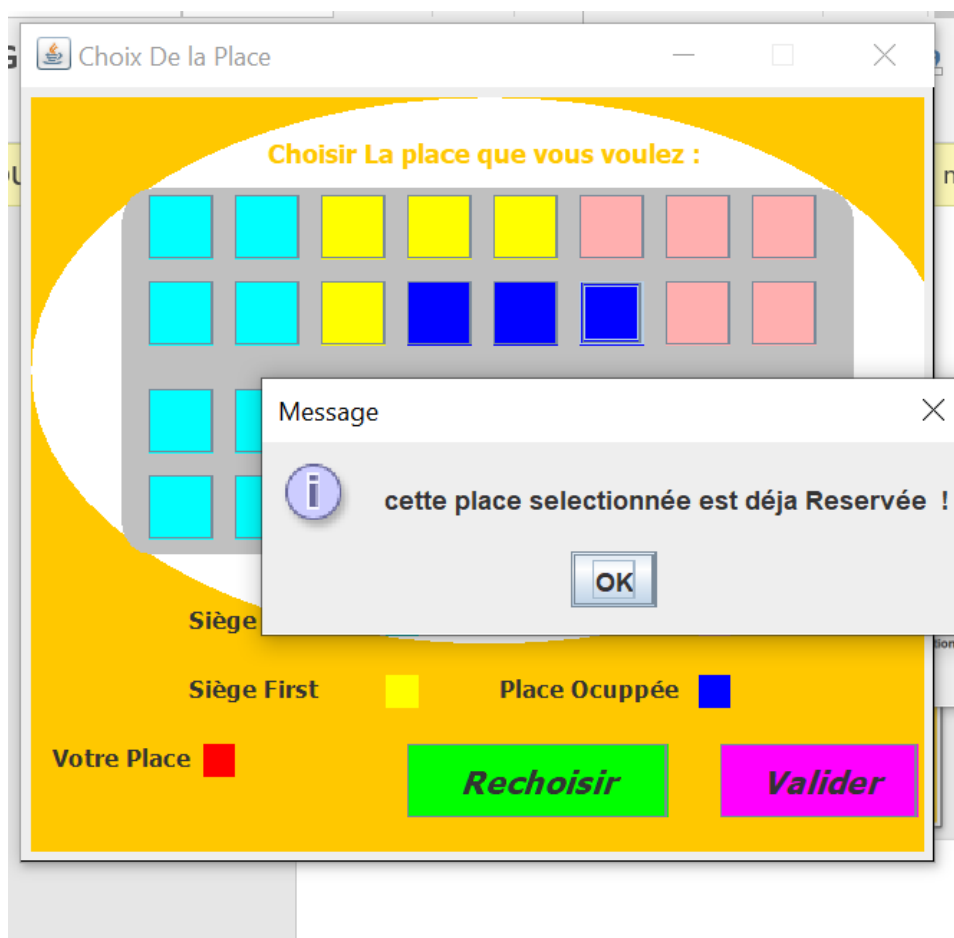 Choix De la Place
Choisir La place que vous voulez :
Message
cette place selectionnée est déja Reservée !
OK
Siège
Siège First
Place Ocuppée
Votre Place
Rechoisir
Valider